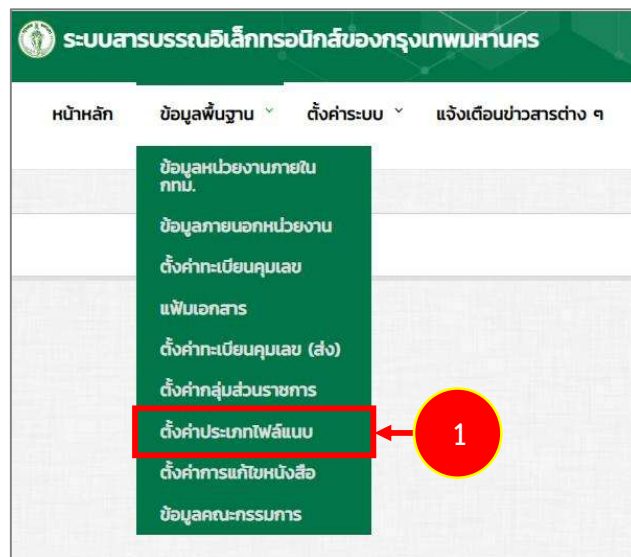 ระบบสารบรรณอิเล็กทรอนิกส์ของกรุงเทพมหานคร
หน้าหลัก ข้อมูลพื้นฐาน ตั้งค่าระบบ แจ้งเตือนข่าวสารต่าง ๆ
ข้อมูลหน่วยงานภายใน
กทม.
ข้อมูลภายนอกหน่วยงาน
ตั้งค่าทะเบียนคุมเลข
แฟ้มเอกสาร
ตั้งค่าทะเบียนคุมเลข (ส่ง)
ตั้งค่ากลุ่มส่วนราชการ
ตั้งค่าประเภทไฟล์แนบ
1
ตั้งค่าการแก้ไขหนังสือ
ข้อมูลคณะกรรมการ